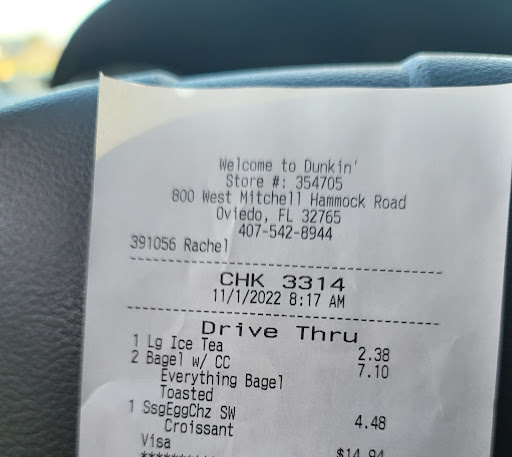 Welcome to Dunkin'
Store #: 354705
800 West Mitchell Hammock Road
Oviedo, FL 32765
407-542-8944
391056 Rachel
CHK 3314
11/1/2022 8:17 AM
Drive Thru
1 Lg Ice Tea 2.38
2 Bagel w/ CC 7.10
Everything Bagel
Toasted
1 SsgEggChz SW 4.48
Croissant
Visa $14.94